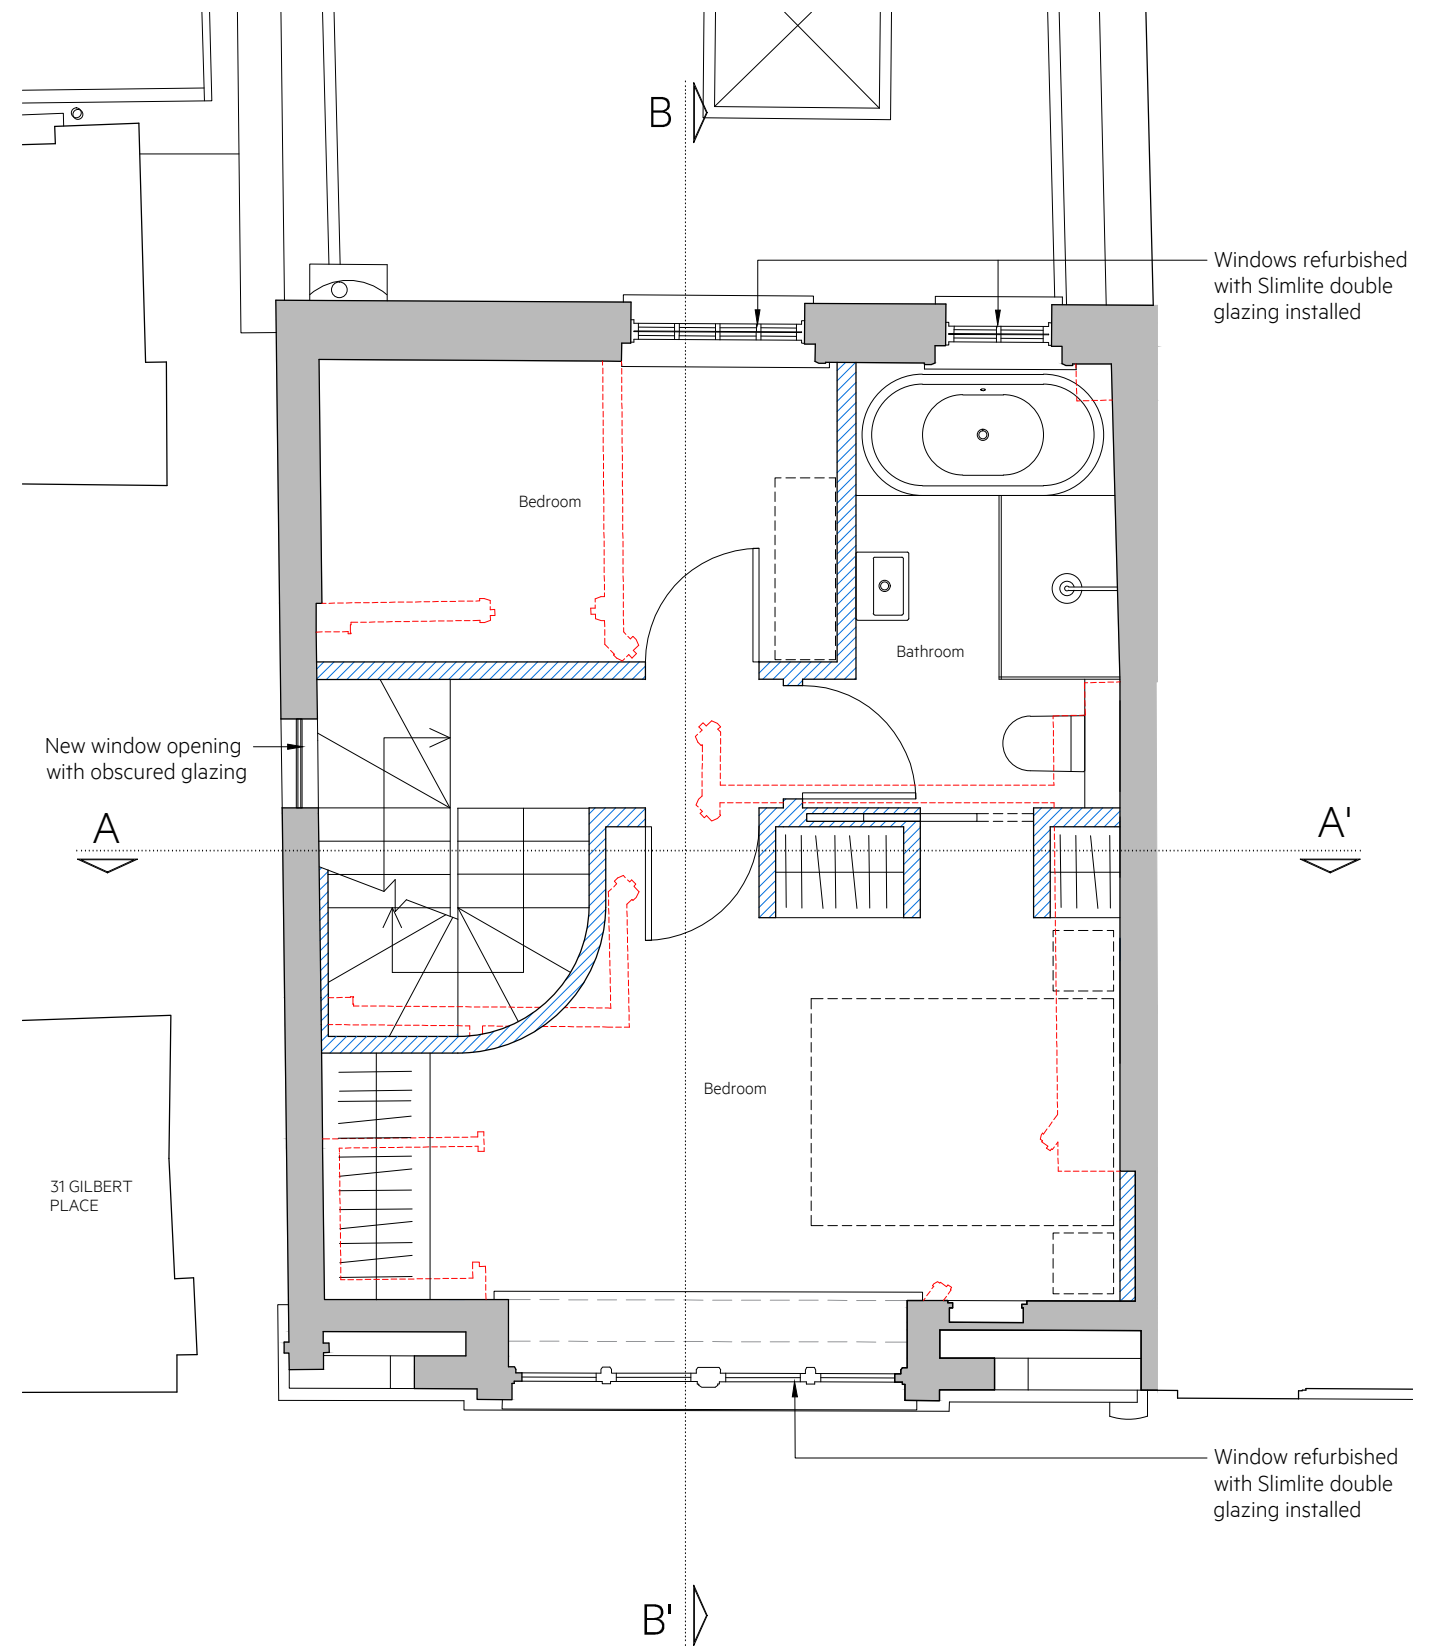 B
Windows refurbished
with Slimlite double
glazing installed
Bedroom
Bathroom
New window opening
with obscured glazing
A
A'
Bedroom
31 GILBERT
PLACE
Window refurbished
with Slimlite double
glazing installed
B'